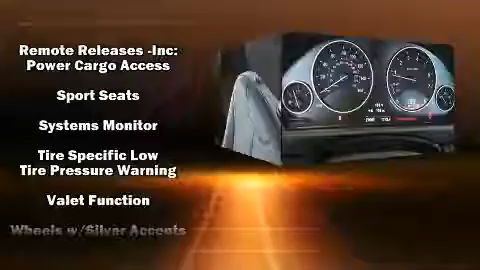 Remote Releases -Inc:
Power Cargo Access
Sport Seats
Systems Monitor
Tire Specific Low
Tire Pressure Warning
Valet Function
Wheels w/Silver Accents